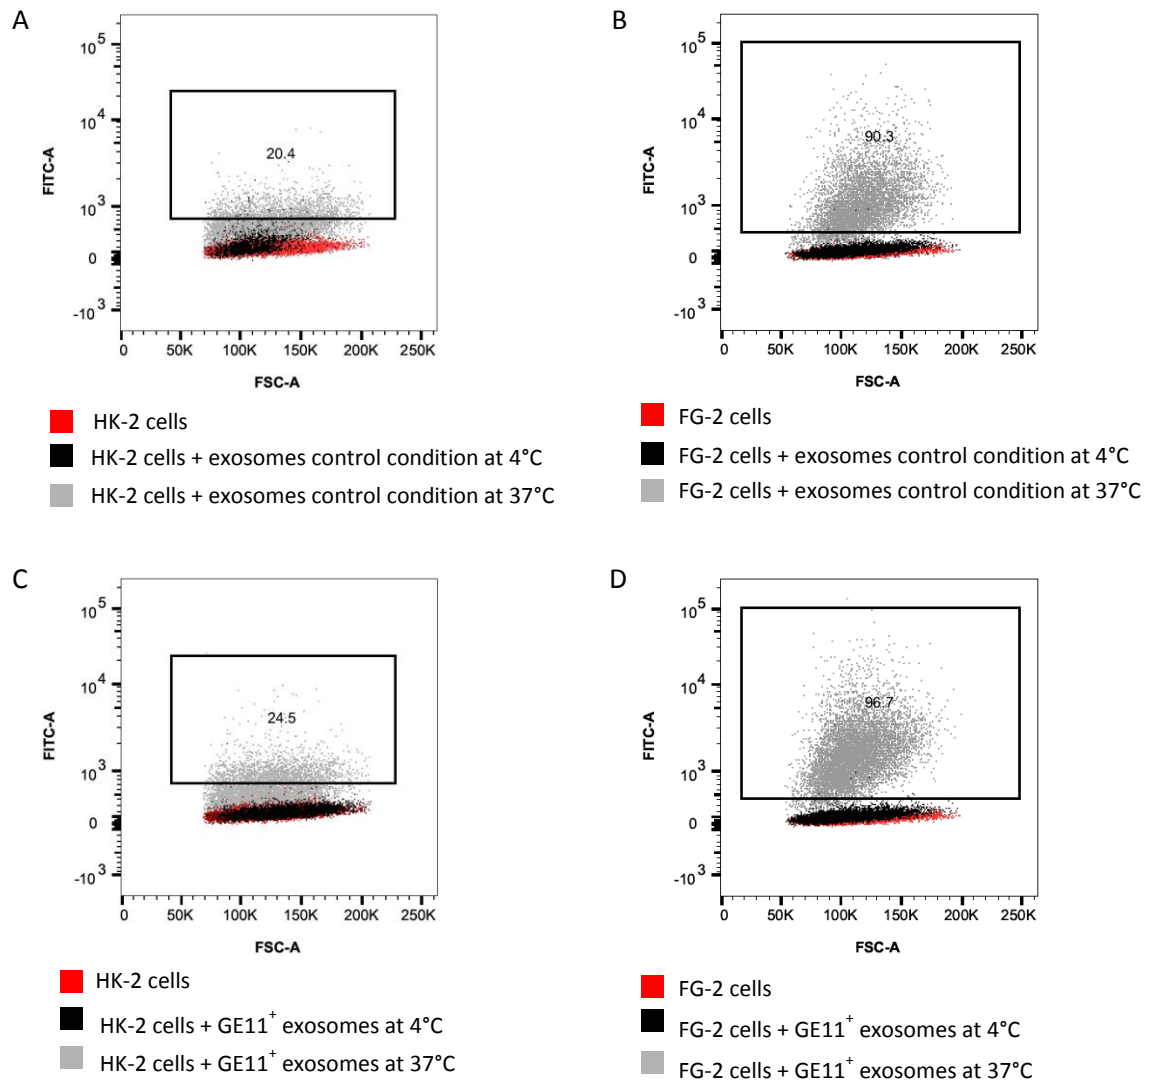 A
10^5
10^4
10^3
0
-10^3
FITC-A
20.4
0 50K 100K 150K 200K 250K
FSC-A
HK-2 cells
HK-2 cells + exosomes control condition at 4°C
HK-2 cells + exosomes control condition at 37°C
B
10^5
10^4
10^3
0
-10^3
FITC-A
90.3
0 50K 100K 150K 200K 250K
FSC-A
FG-2 cells
FG-2 cells + exosomes control condition at 4°C
FG-2 cells + exosomes control condition at 37°C
C
10^5
10^4
10^3
0
-10^3
FITC-A
24.5
0 50K 100K 150K 200K 250K
FSC-A
HK-2 cells
HK-2 cells + GE11^+ exosomes at 4°C
HK-2 cells + GE11^+ exosomes at 37°C
D
10^5
10^4
10^3
0
-10^3
FITC-A
96.7
0 50K 100K 150K 200K 250K
FSC-A
FG-2 cells
FG-2 cells + GE11^+ exosomes at 4°C
FG-2 cells + GE11^+ exosomes at 37°C